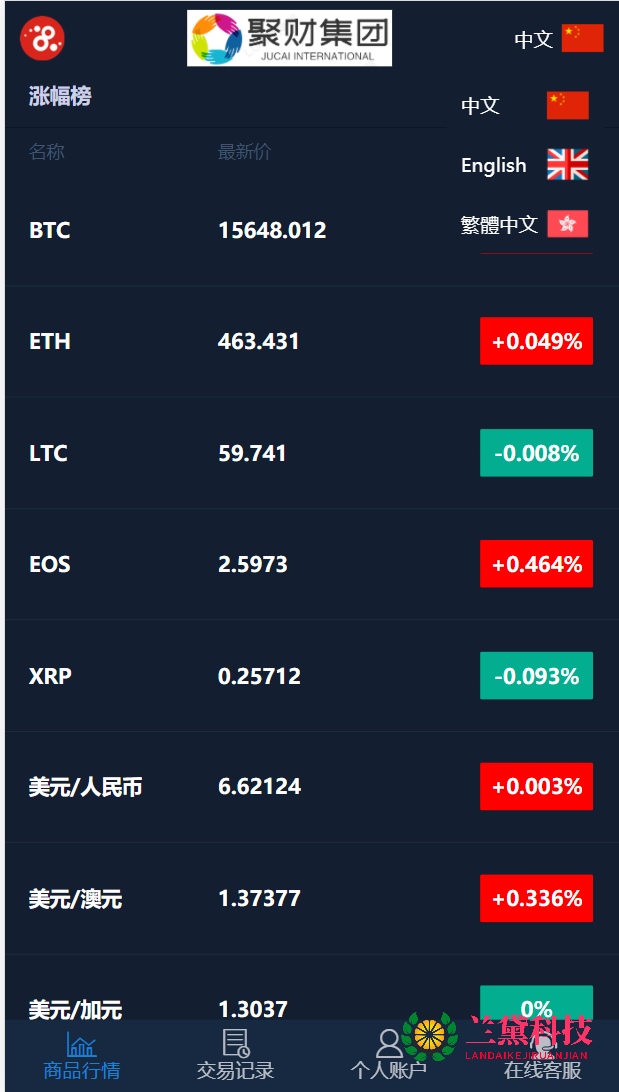 聚财集团
JUCAI INTERNATIONAL
中文
涨幅榜
中文
English
繁體中文
名称 最新价
BTC 15648.012
ETH 463.431 +0.049%
LTC 59.741 -0.008%
EOS 2.5973 +0.464%
XRP 0.25712 -0.093%
美元/人民币 6.62124 +0.003%
美元/澳元 1.37377 +0.336%
美元/加元 1.3037 0%
兰黛科技
LANDAIKEJIRUANJIAN
商品行情 交易记录 个人账户 在线客服